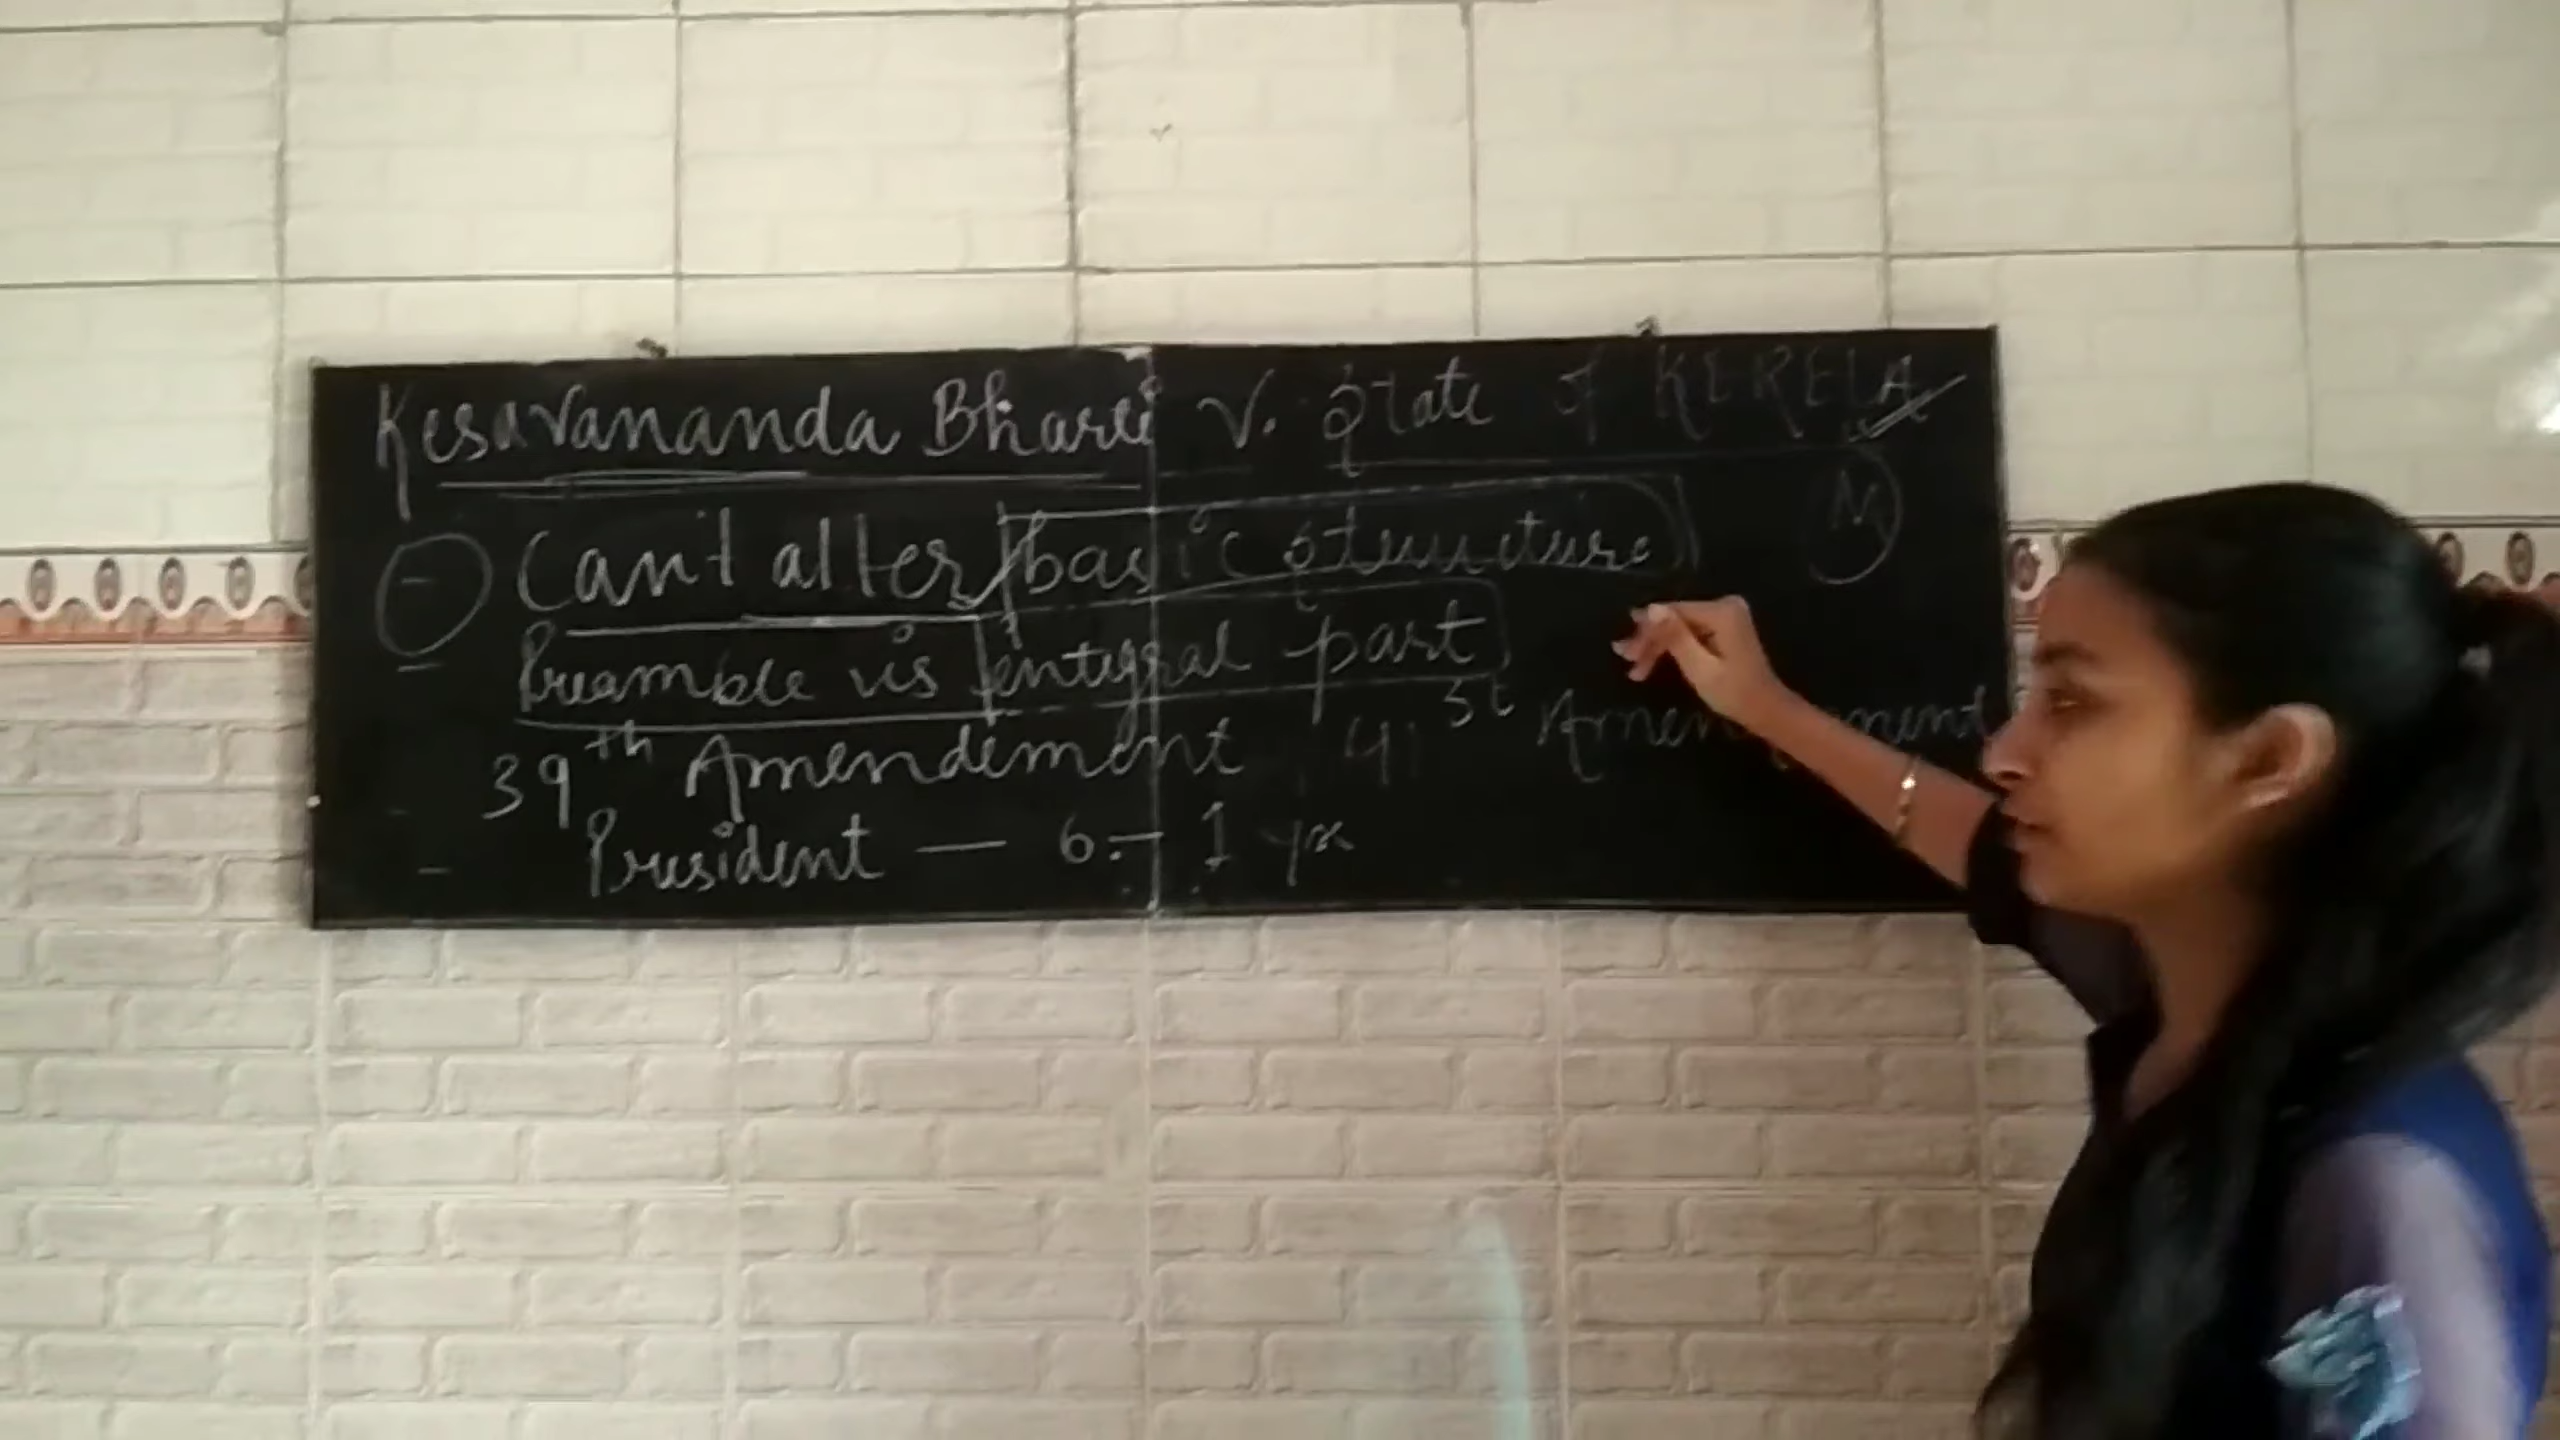 Kesavananda Bharti V. State of KERELA
Can't alter basic structure
Preamble is integral part
39th Amendment 41st Amendment
President — 6:- 1 yr